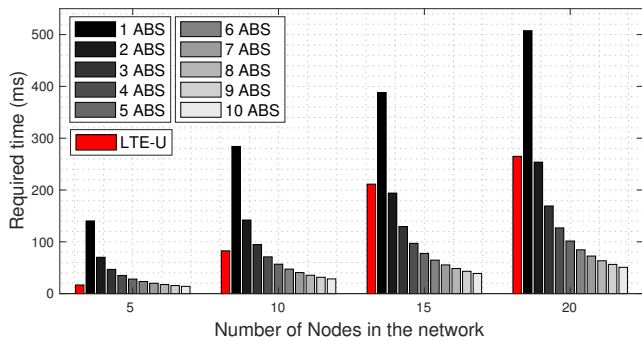 500
400
300
200
100
0
Required time (ms)
1 ABS
2 ABS
3 ABS
4 ABS
5 ABS
6 ABS
7 ABS
8 ABS
9 ABS
10 ABS
LTE-U
5
10
15
20
Number of Nodes in the network